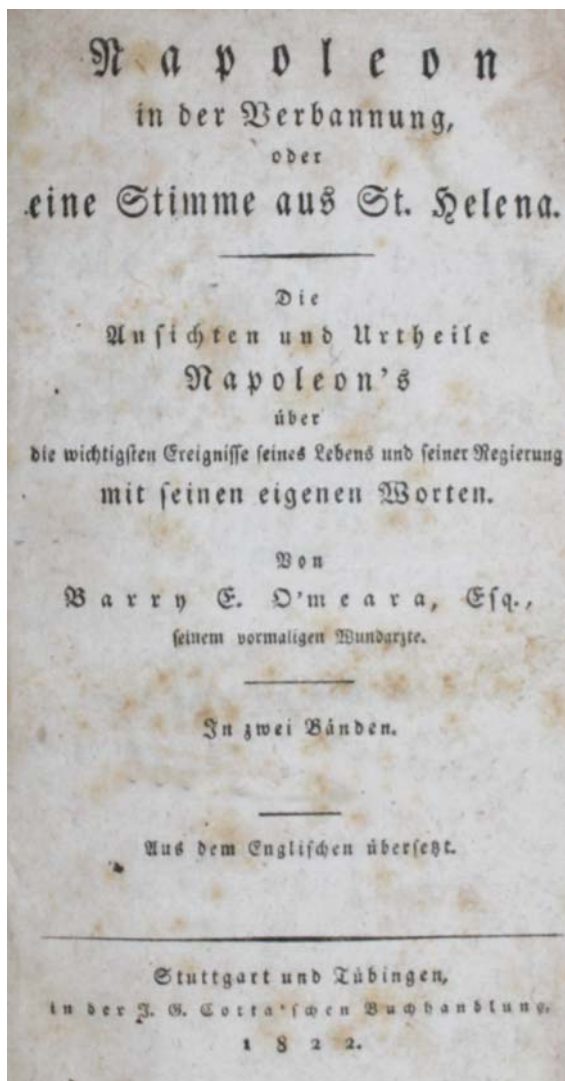 Napoleon
in der Verbannung,
oder
eine Stimme aus St. Helena.
Die
Ansichten und Urtheile
Napoleon's
über
die wichtigsten Ereignisse seines Lebens und seiner Regierung
mit seinen eigenen Worten.
Von
Barry E. O'meara, Esq.,
seinem vormaligen Wundarzte.
In zwei Bänden.
Aus dem Englischen übersetzt.
Stuttgart und Tübingen,
in der J. G. Cotta'schen Buchhandlung.
1822.